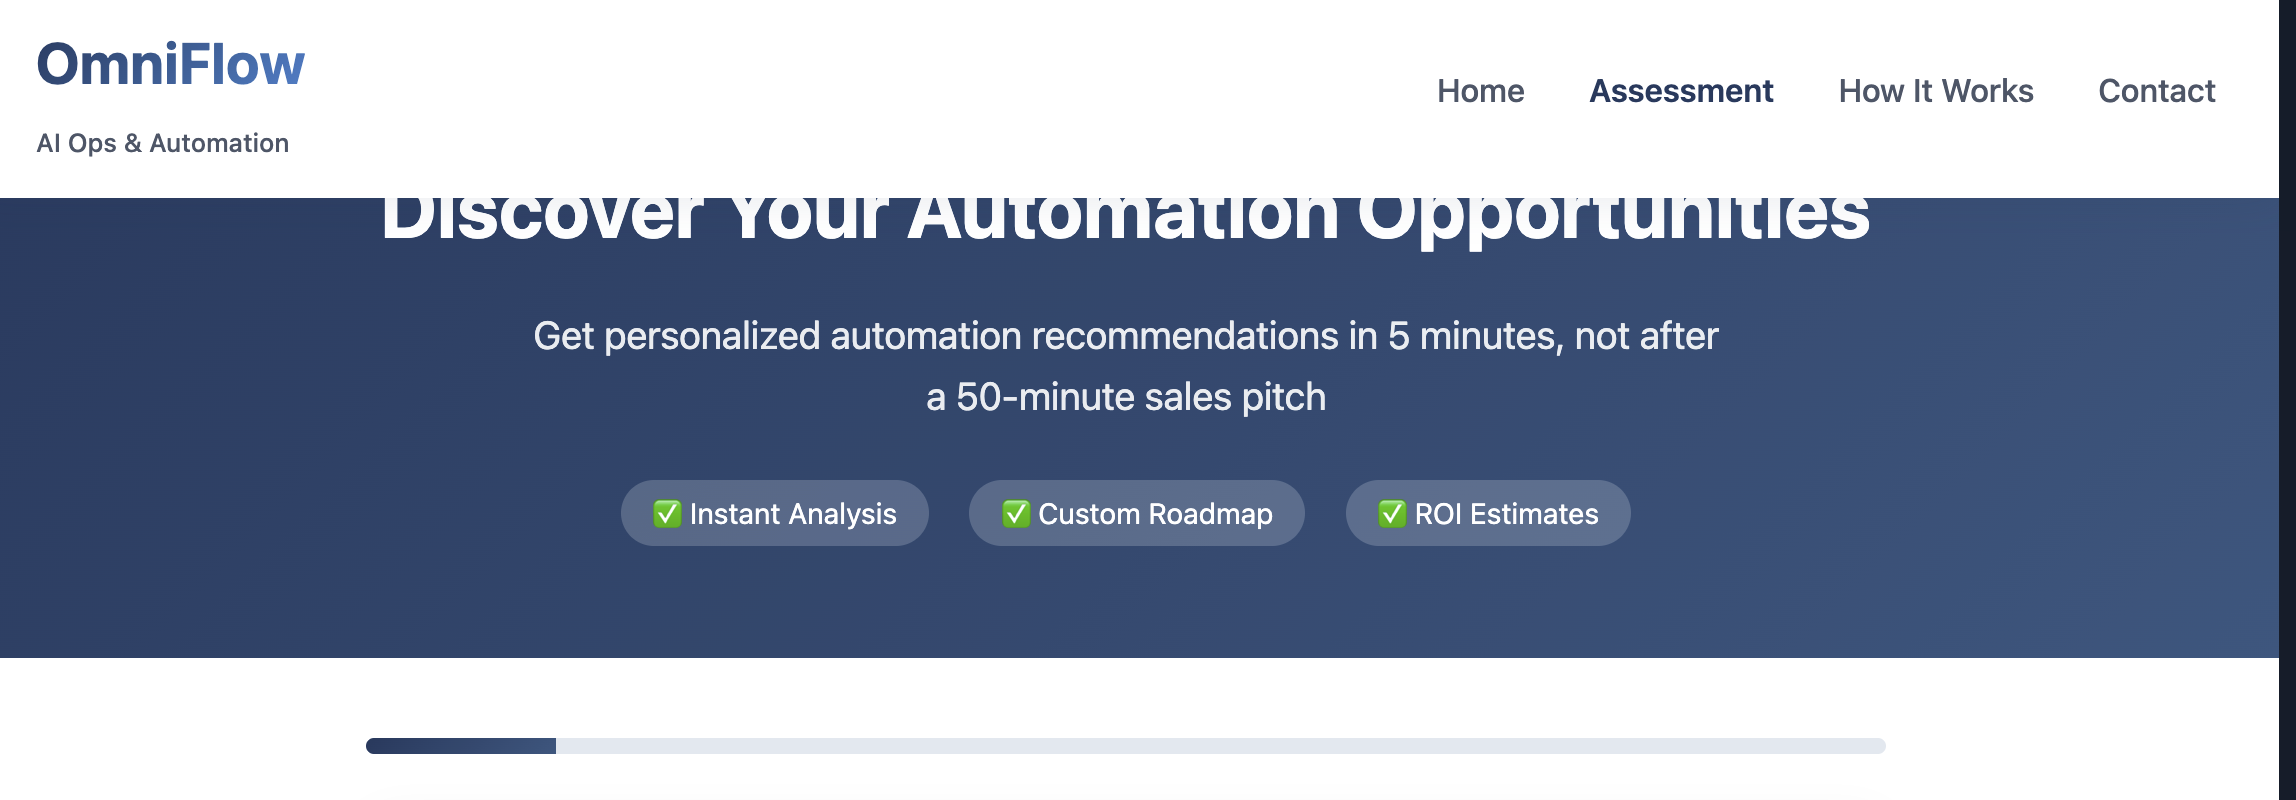 OmniFlow
AI Ops & Automation
Home Assessment How It Works Contact
Discover Your Automation Opportunities
Get personalized automation recommendations in 5 minutes, not after
a 50-minute sales pitch
✅ Instant Analysis ✅ Custom Roadmap ✅ ROI Estimates